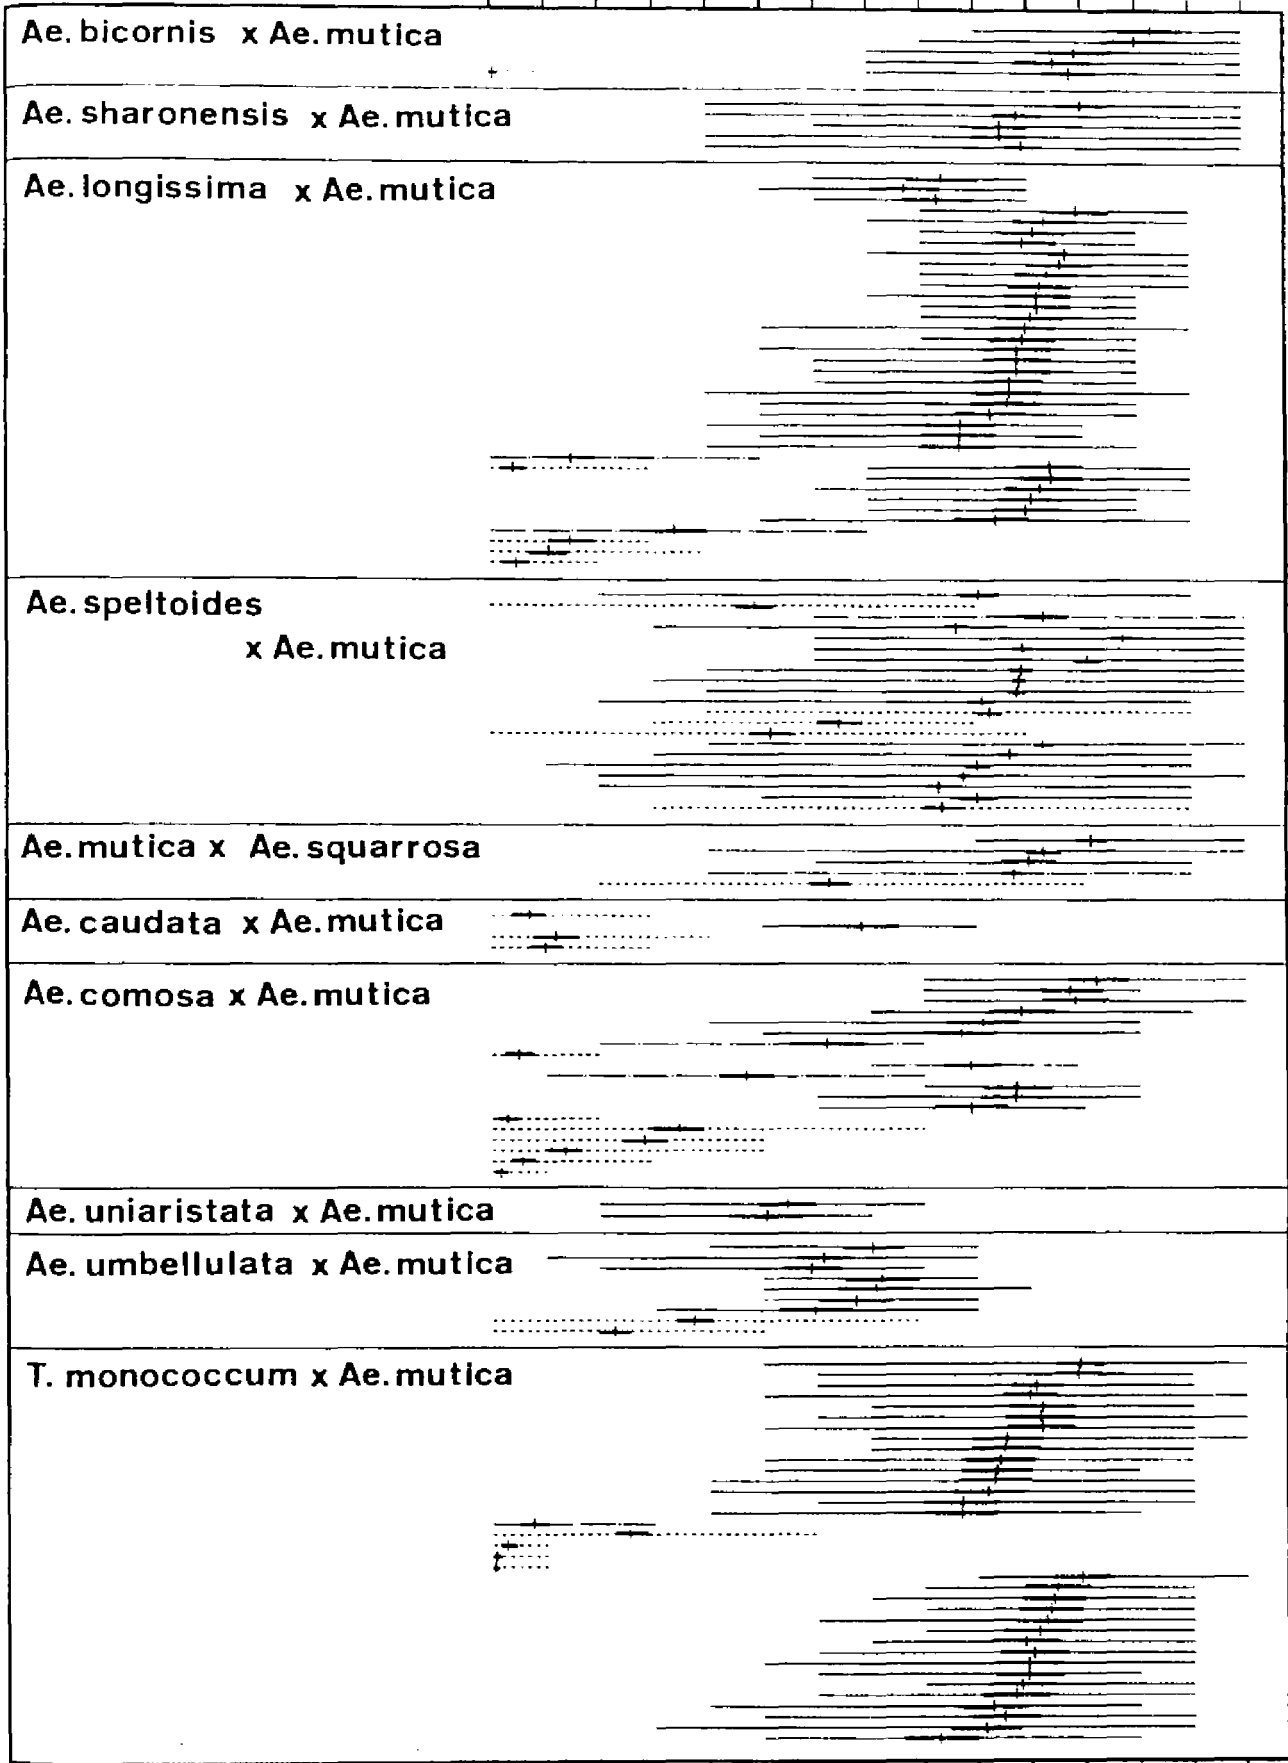 Ae. bicornis x Ae. mutica
Ae. sharonensis x Ae. mutica
Ae. longissima x Ae. mutica
Ae. speltoides
x Ae. mutica
Ae. mutica x Ae. squarrosa
Ae. caudata x Ae. mutica
Ae. comosa x Ae. mutica
Ae. uniaristata x Ae. mutica
Ae. umbellulata x Ae. mutica
T. monococcum x Ae. mutica